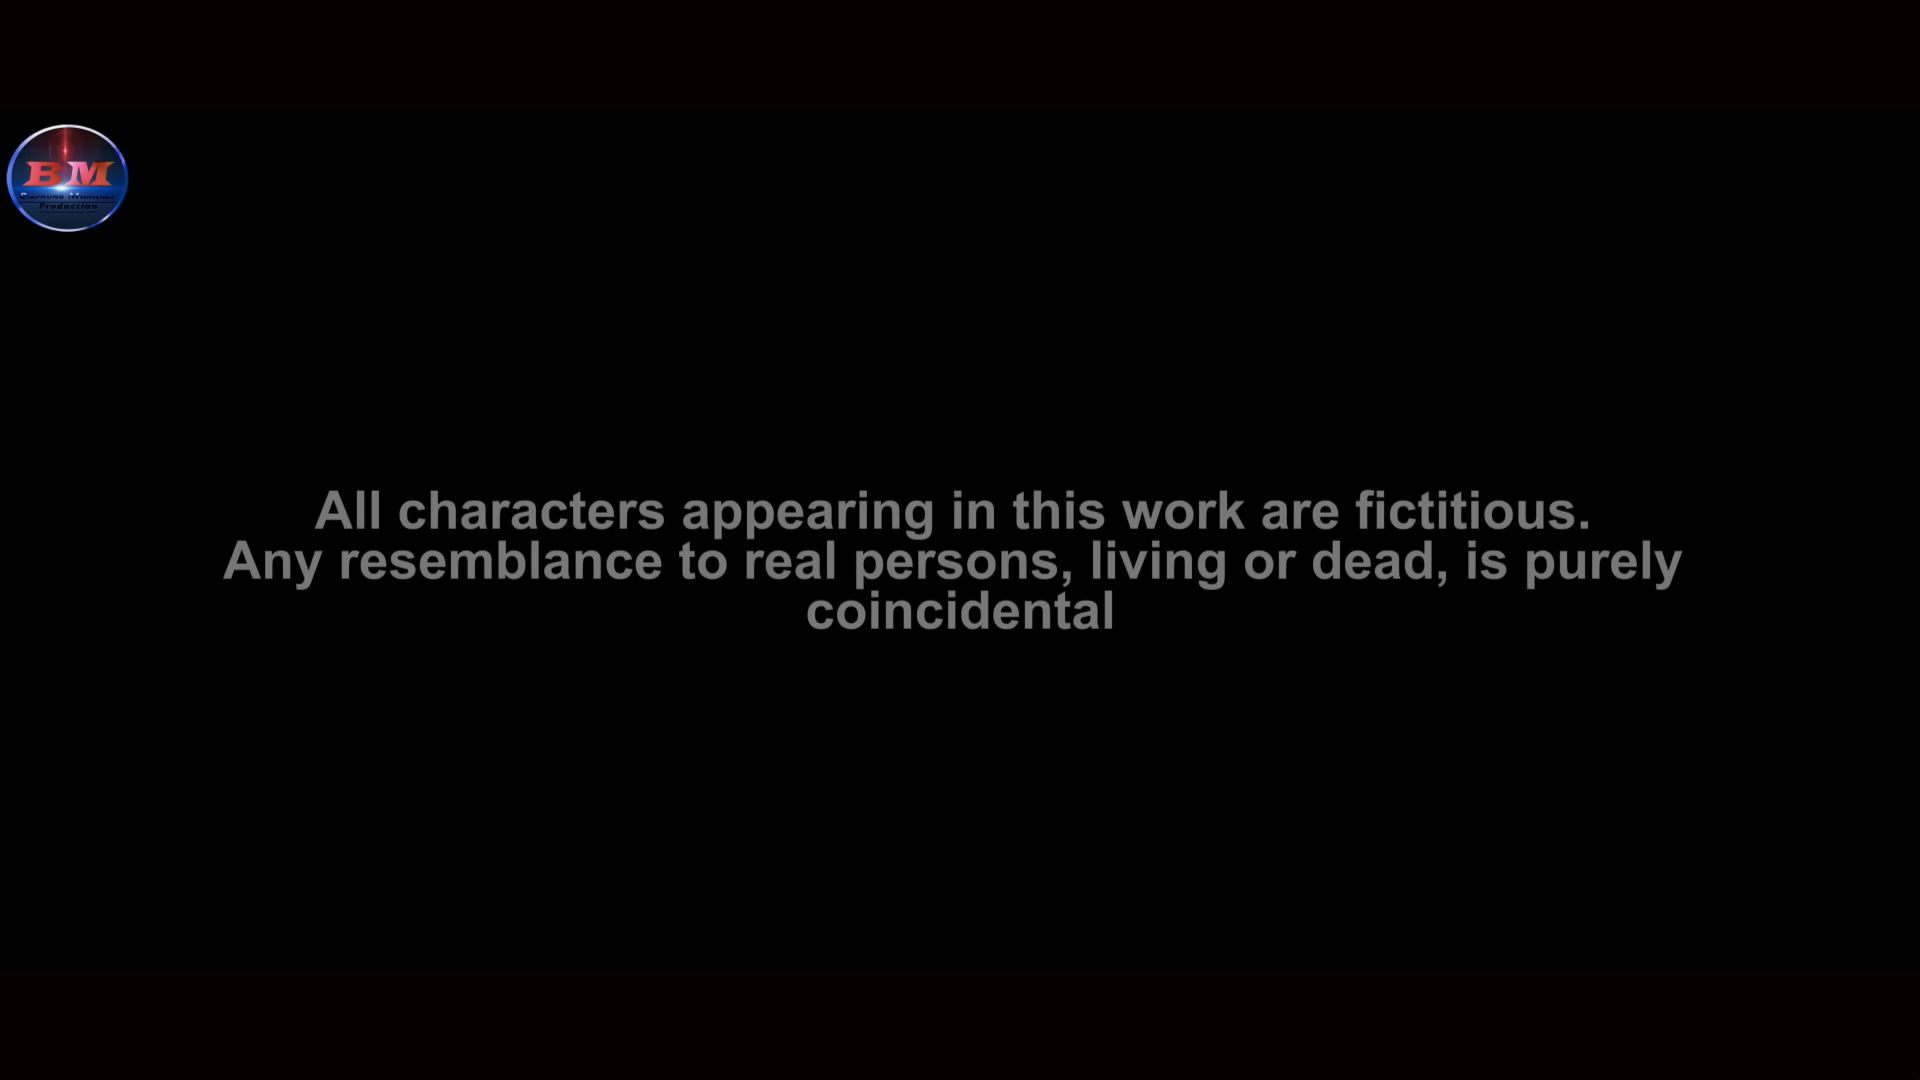 BM
Production
All characters appearing in this work are fictitious.
Any resemblance to real persons, living or dead, is purely
coincidental